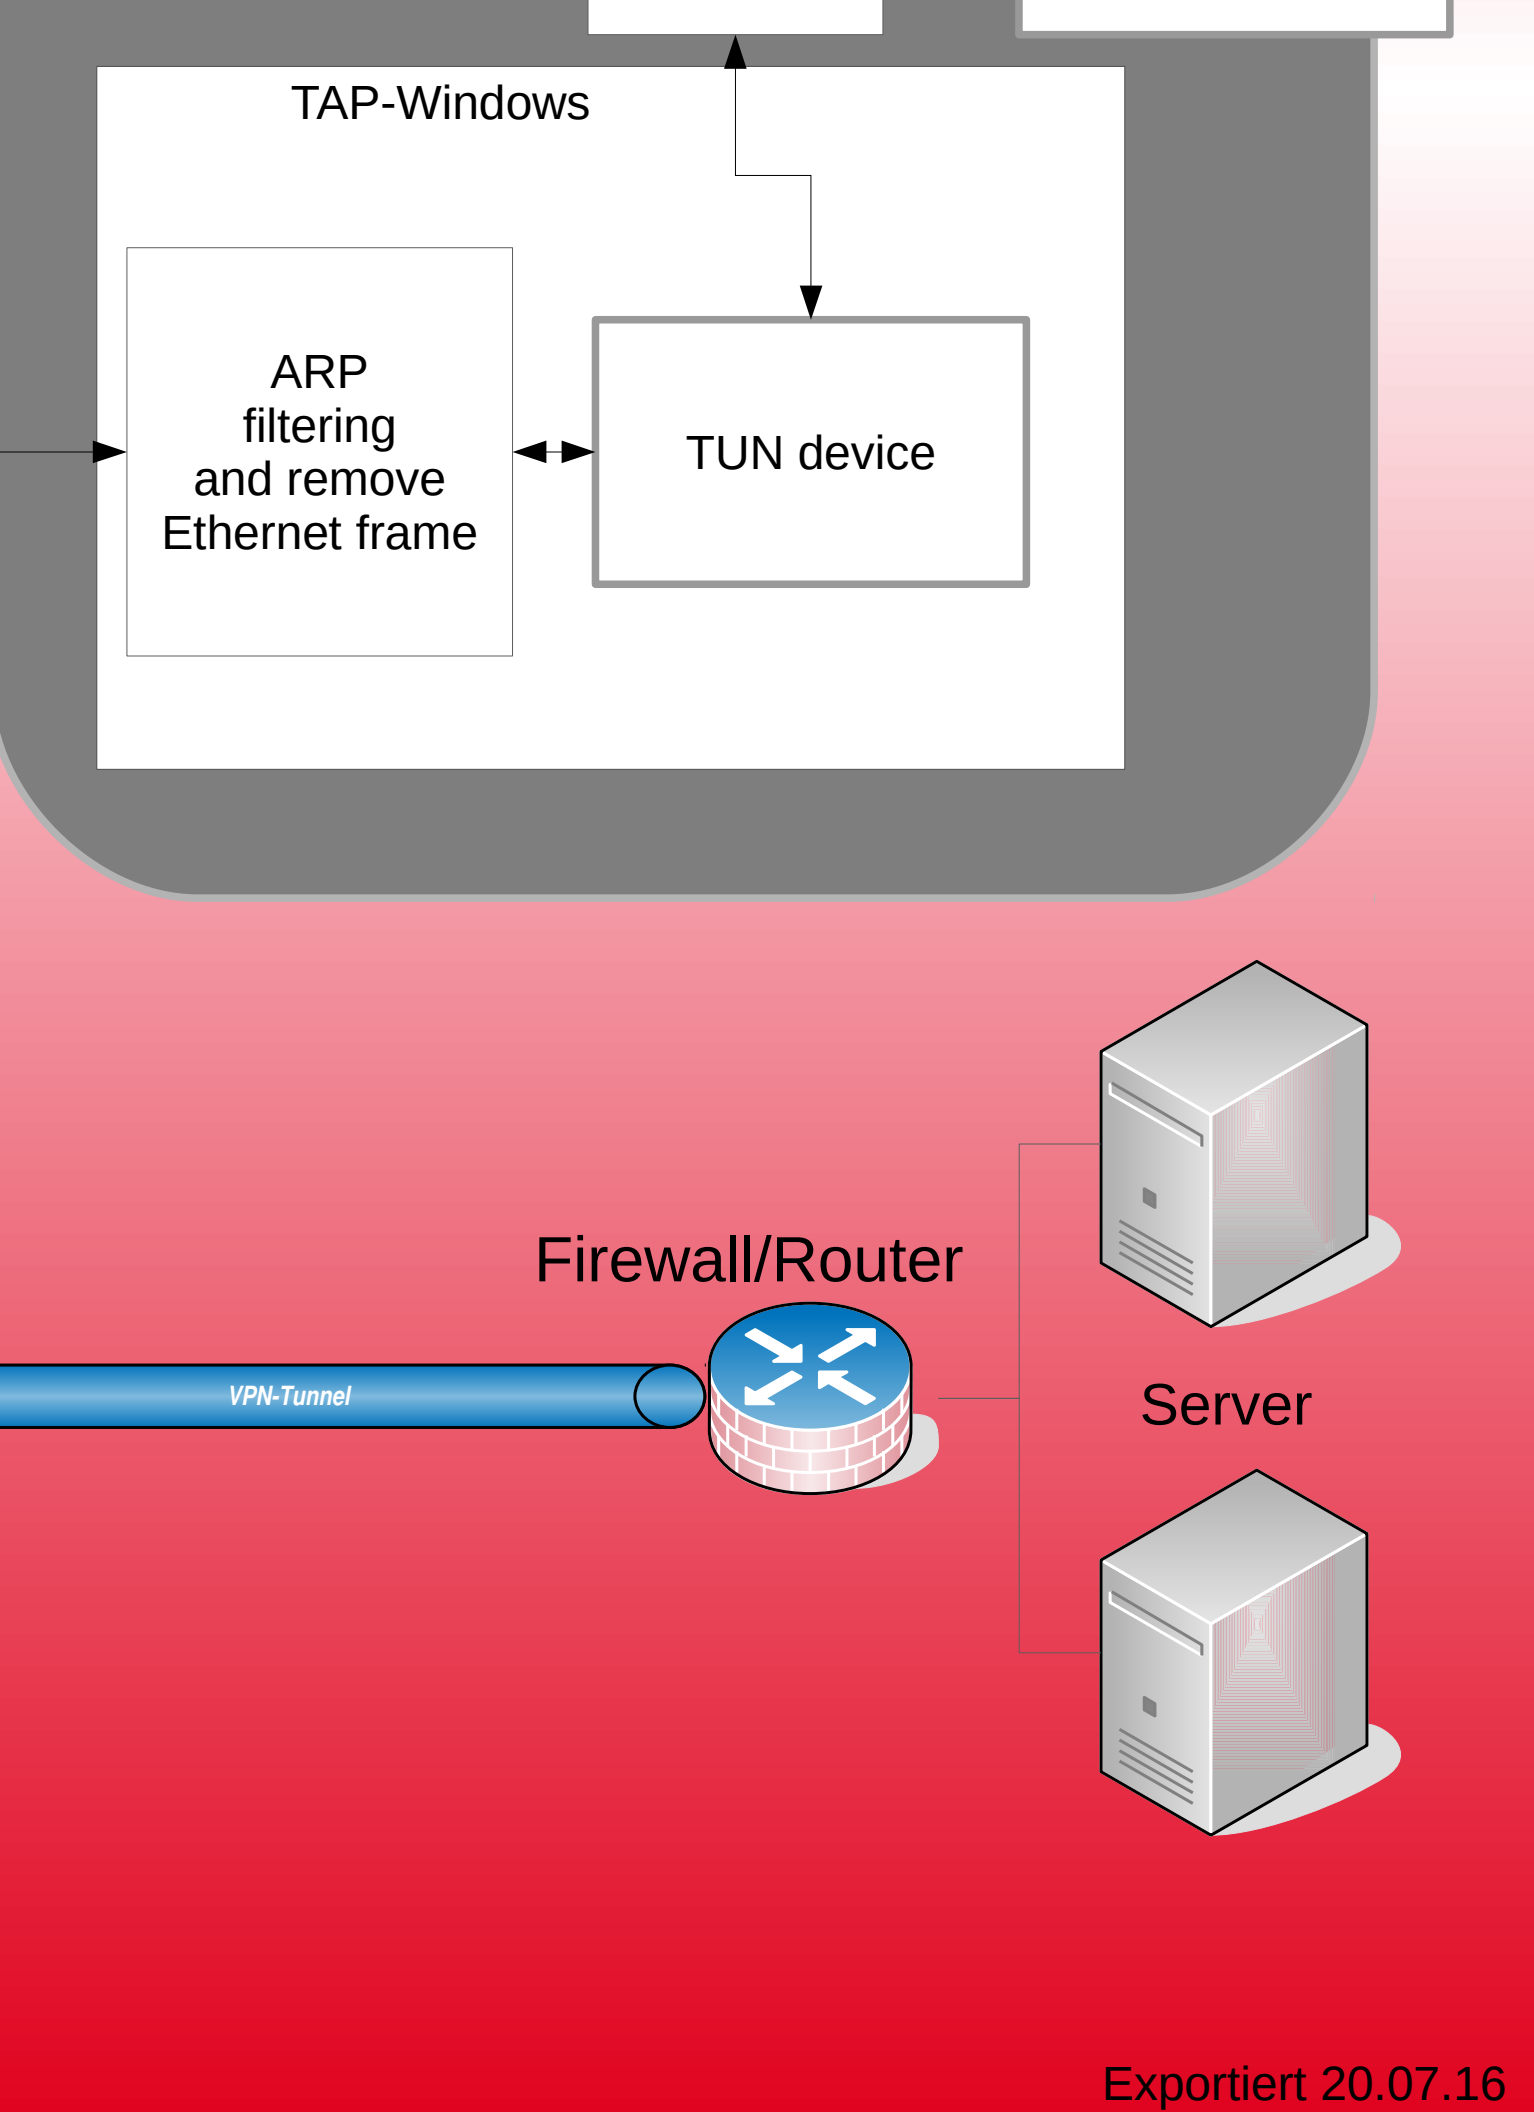 TAP-Windows
ARP
filtering
and remove
Ethernet frame
TUN device
Firewall/Router
VPN-Tunnel
Server
Exportiert 20.07.16